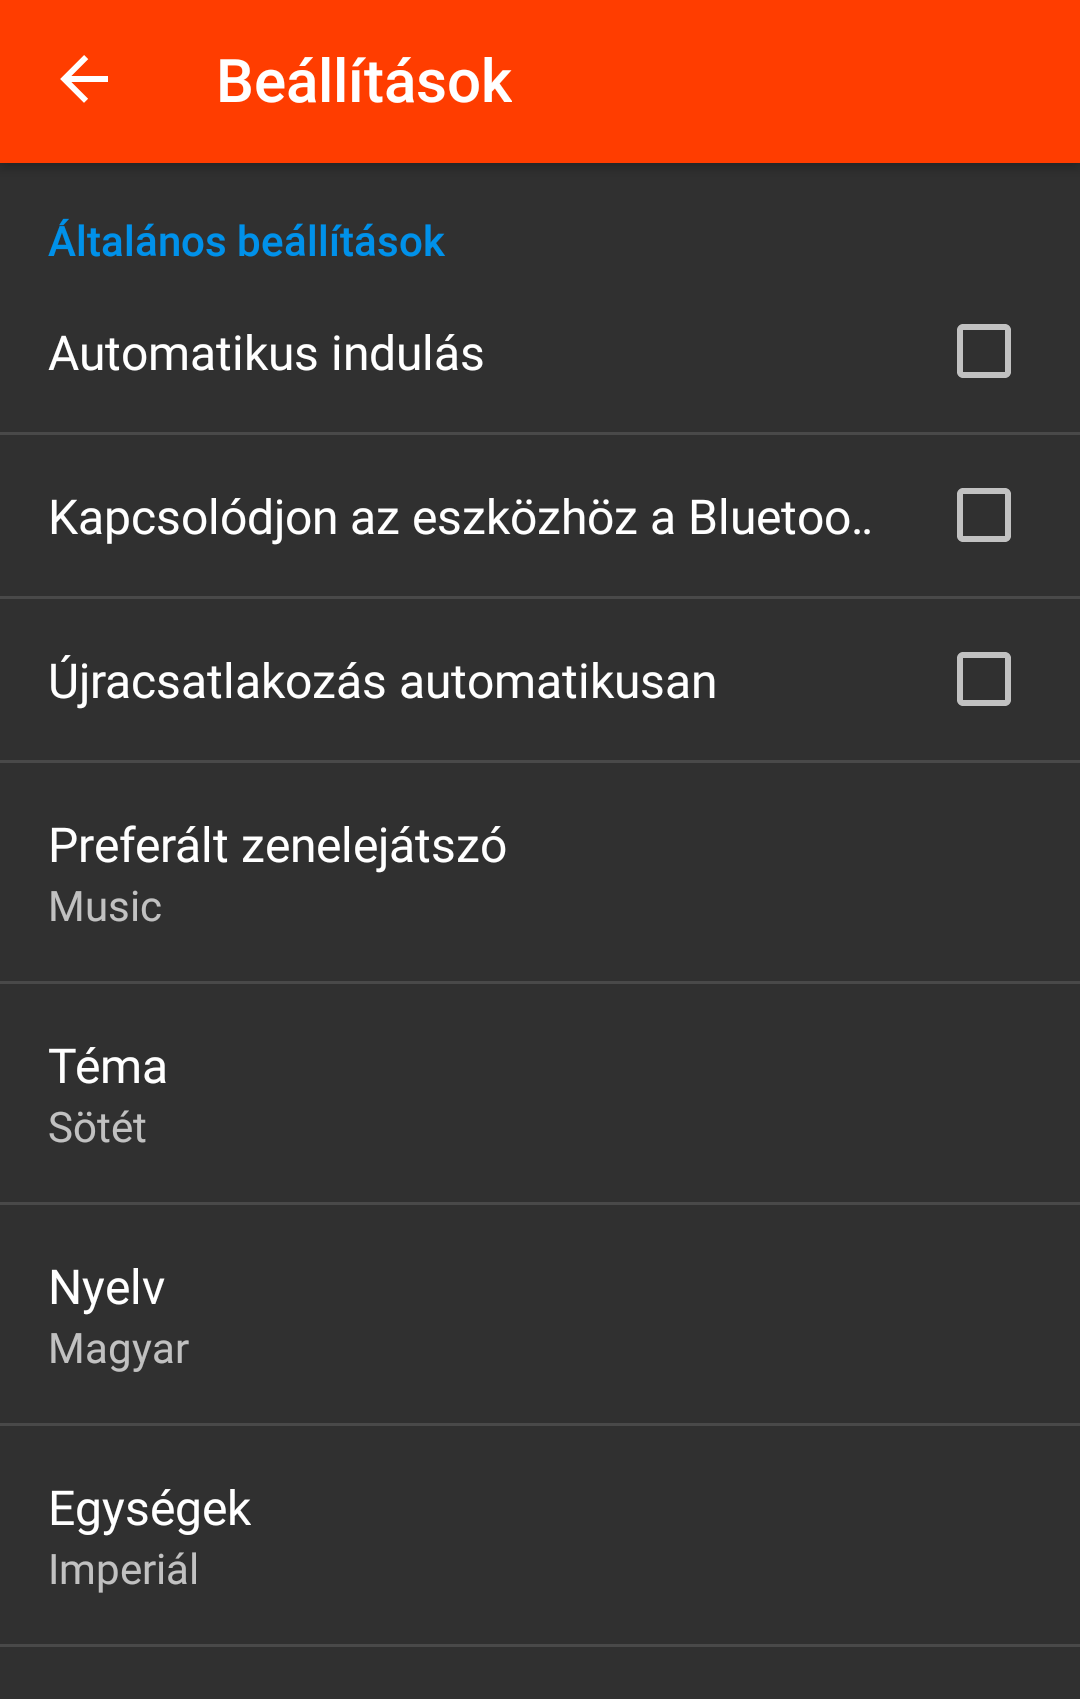 Beállítások
Általános beállítások
Automatikus indulás
Kapcsolódjon az eszközhöz a Bluetoo..
Újracsatlakozás automatikusan
Preferált zenelejátszó
Music
Téma
Sötét
Nyelv
Magyar
Egységek
Imperiál